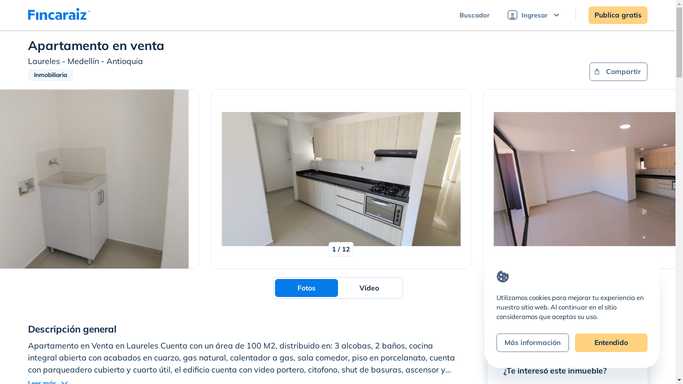 Fincaraiz
Buscador
Ingresar
Publica gratis
Apartamento en venta
Laureles - Medellín - Antioquia
Inmobiliaria
Compartir
1 / 12
Fotos
Video
Descripción general
Apartamento en Venta en Laureles Cuenta con un área de 100 M2, distribuido en: 3 alcobas, 2 baños, cocina
integral abierta con acabados en cuarzo, gas natural, calentador a gas, sala comedor, piso en porcelanato, cuenta
con parqueadero cubierto y cuarto útil, el edificio cuenta con video portero, citofono, shut de basuras, ascensor y...
Leer más
Utilizamos cookies para mejorar tu experiencia en
nuestro sitio web. Al continuar en el sitio
consideramos que aceptas su uso.
Más información
Entendido
¿Te interesó este inmueble?